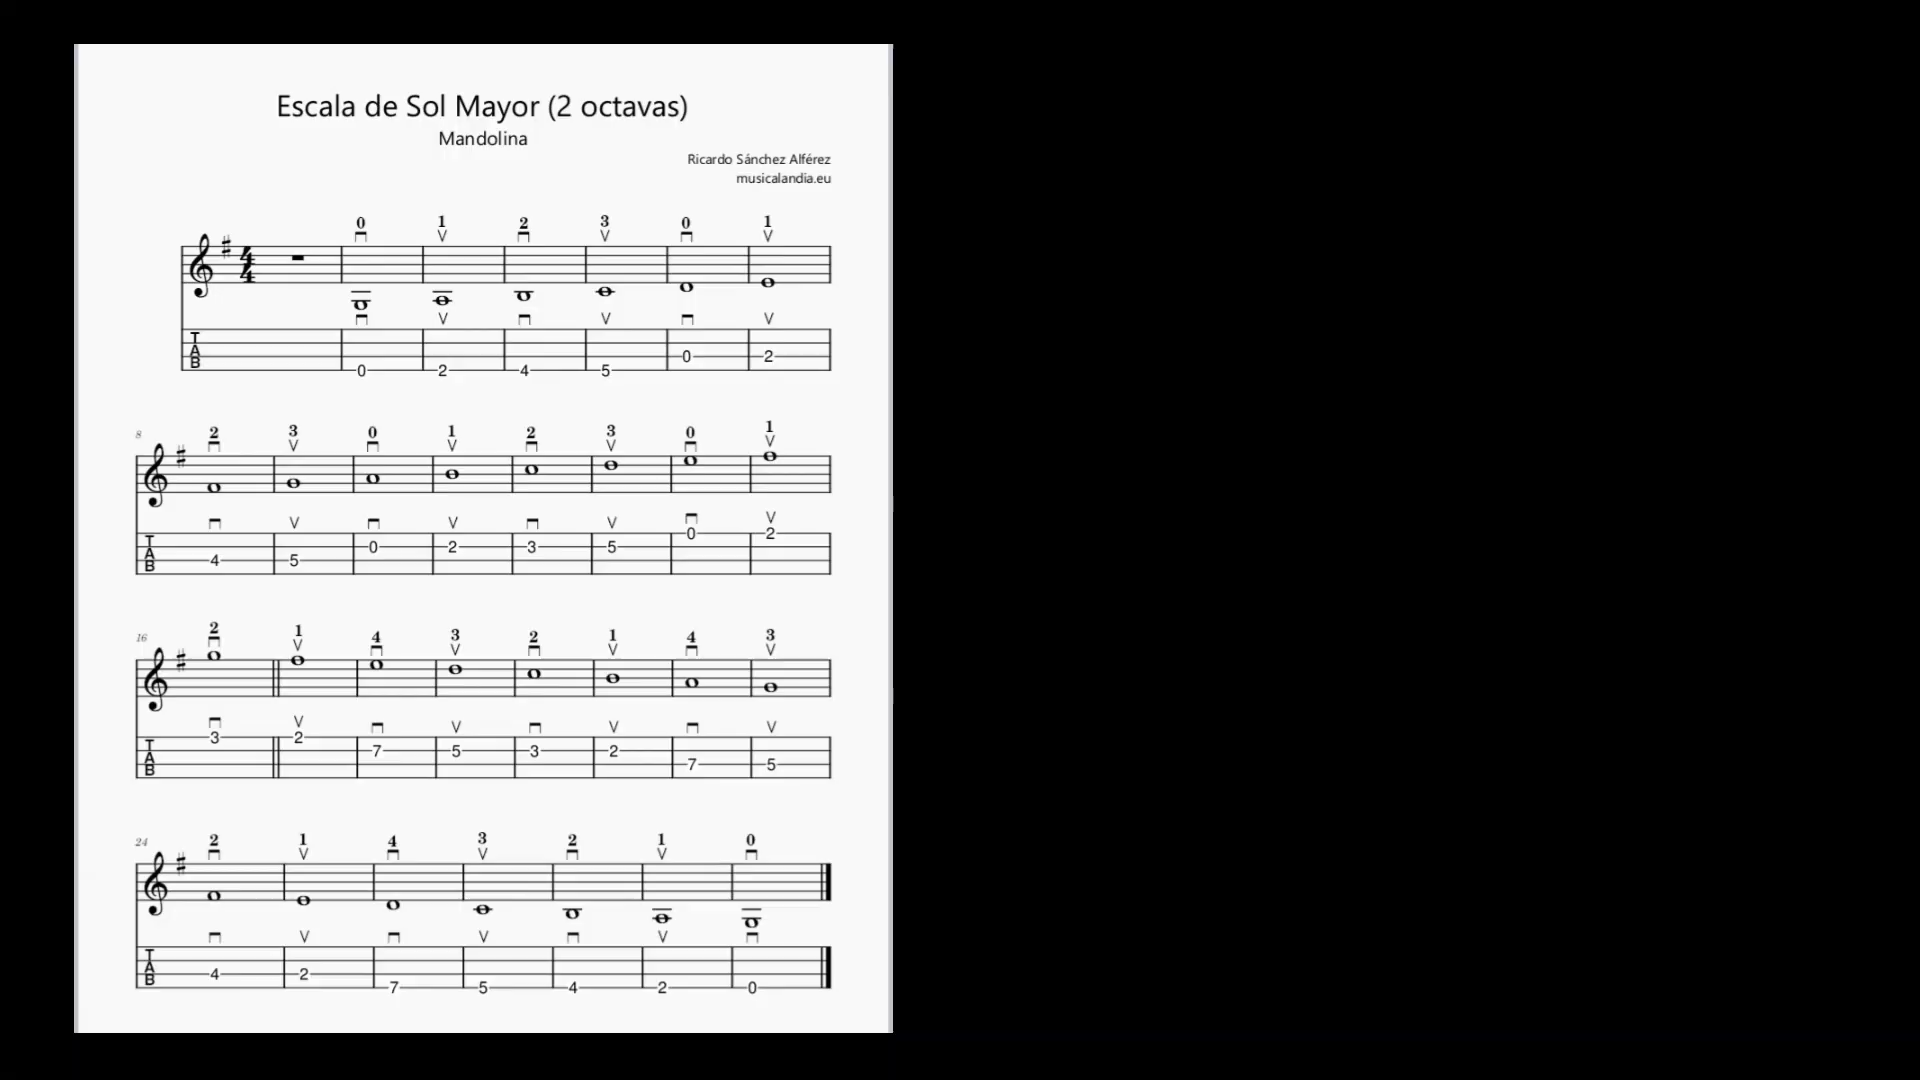 Escala de Sol Mayor (2 octavas)
Mandolina
Ricardo Sánchez Alférez
musicalandia.eu
0 1 2 3 0 1
4
4
T
A
B
0 2 4 5 0 2
8
2 3 0 1 2 3 0 1
T
A
B
4 5 0 2 3 5 0 2
16
2 1 4 3 2 1 4 3
T
A
B
3 2 7 5 3 2 7 5
24
2 1 4 3 2 1 0
T
A
B
4 2 7 5 4 2 0